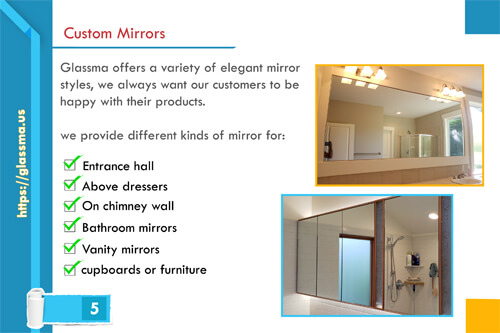 Custom Mirrors
Glassma offers a variety of elegant mirror
styles, we always want our customers to be
happy with their products.
we provide different kinds of mirror for:
Entrance hall
Above dressers
On chimney wall
Bathroom mirrors
Vanity mirrors
cupboards or furniture
https://glassma.us
5